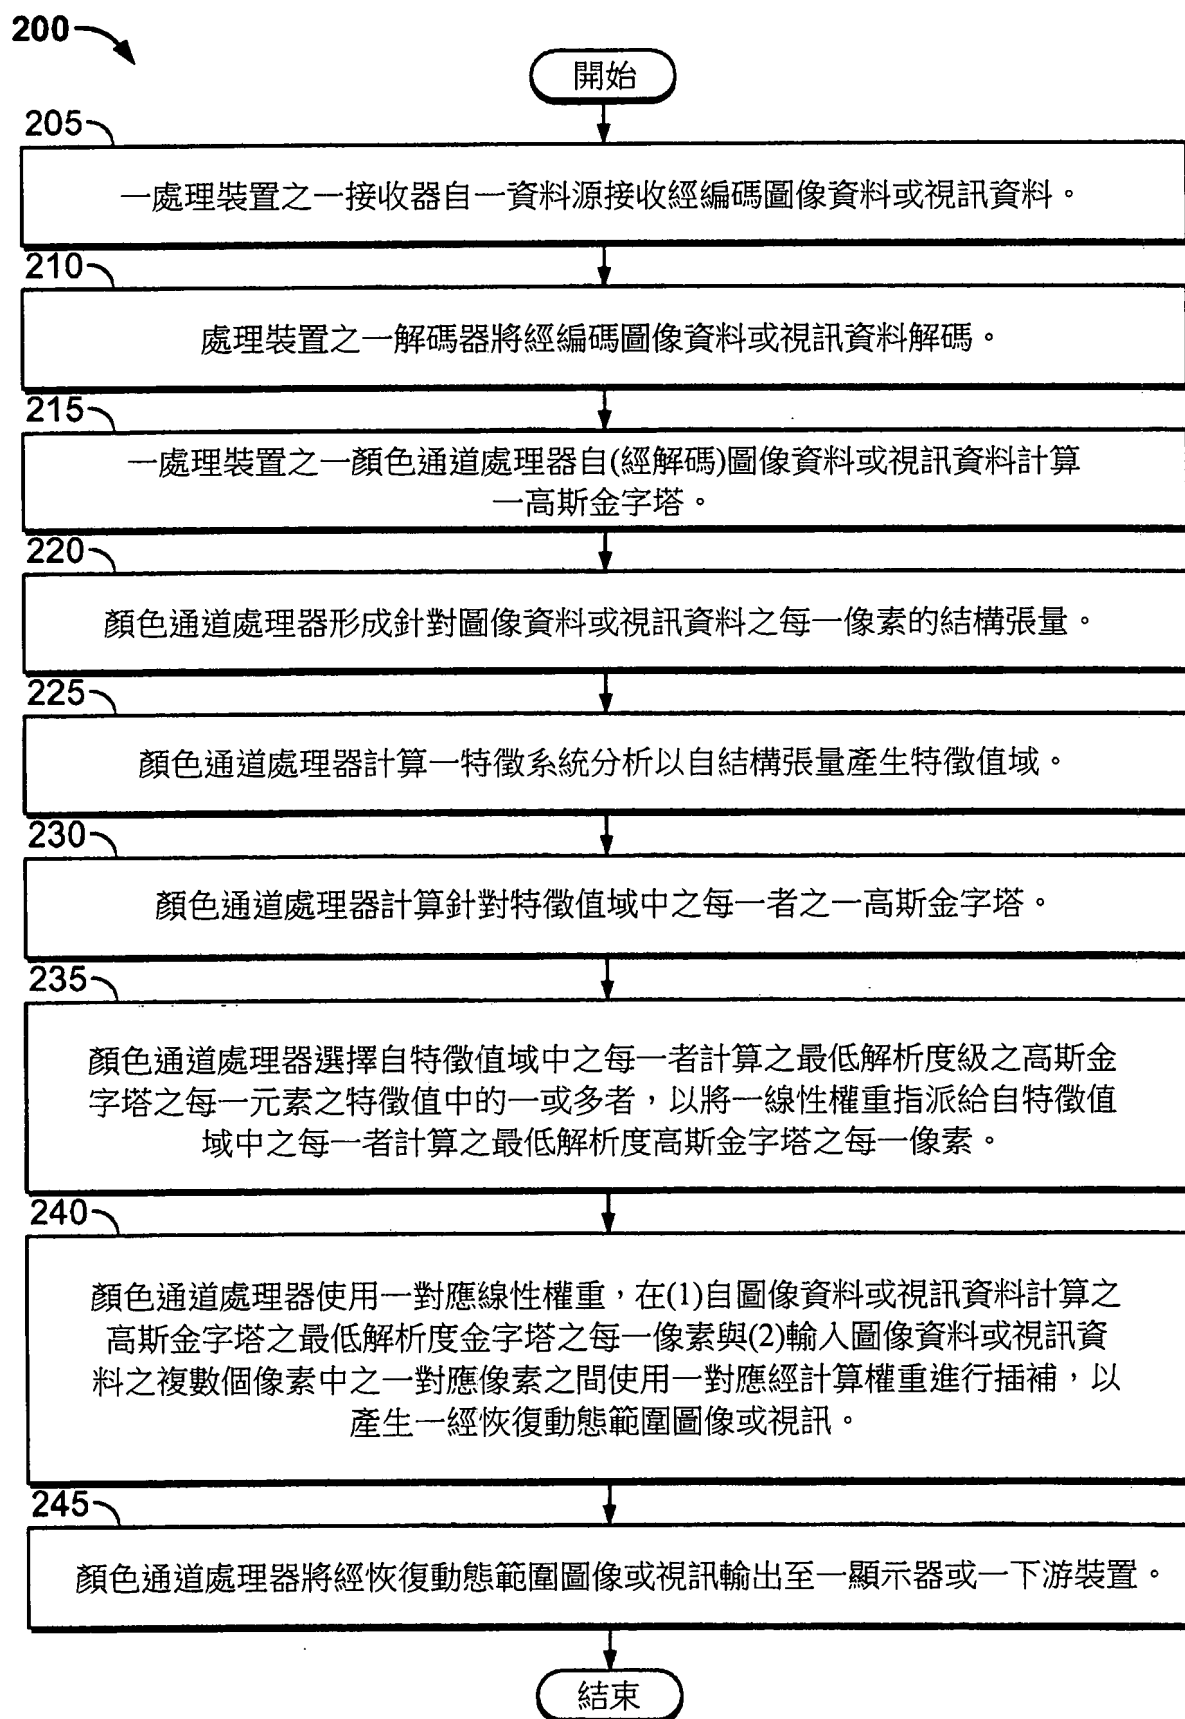 200
開始
205
一處理裝置之一接收器自一資料源接收經編碼圖像資料或視訊資料。
210
處理裝置之一解碼器將經編碼圖像資料或視訊資料解碼。
215
一處理裝置之一顏色通道處理器自(經解碼)圖像資料或視訊資料計算
一高斯金字塔。
220
顏色通道處理器形成針對圖像資料或視訊資料之每一像素的結構張量。
225
顏色通道處理器計算一特徵系統分析以自結構張量產生特徵值域。
230
顏色通道處理器計算針對特徵值域中之每一者之一高斯金字塔。
235
顏色通道處理器選擇自特徵值域中之每一者計算之最低解析度級之高斯金
字塔之每一元素之特徵值中的一或多者，以將一線性權重指派給自特徵值
域中之每一者計算之最低解析度高斯金字塔之每一像素。
240
顏色通道處理器使用一對應線性權重，在(1)自圖像資料或視訊資料計算之
高斯金字塔之最低解析度金字塔之每一像素與(2)輸入圖像資料或視訊資
料之複數個像素中之一對應像素之間使用一對應經計算權重進行插補，以
產生一經恢復動態範圍圖像或視訊。
245
顏色通道處理器將經恢復動態範圍圖像或視訊輸出至一顯示器或一下游裝置。
結束